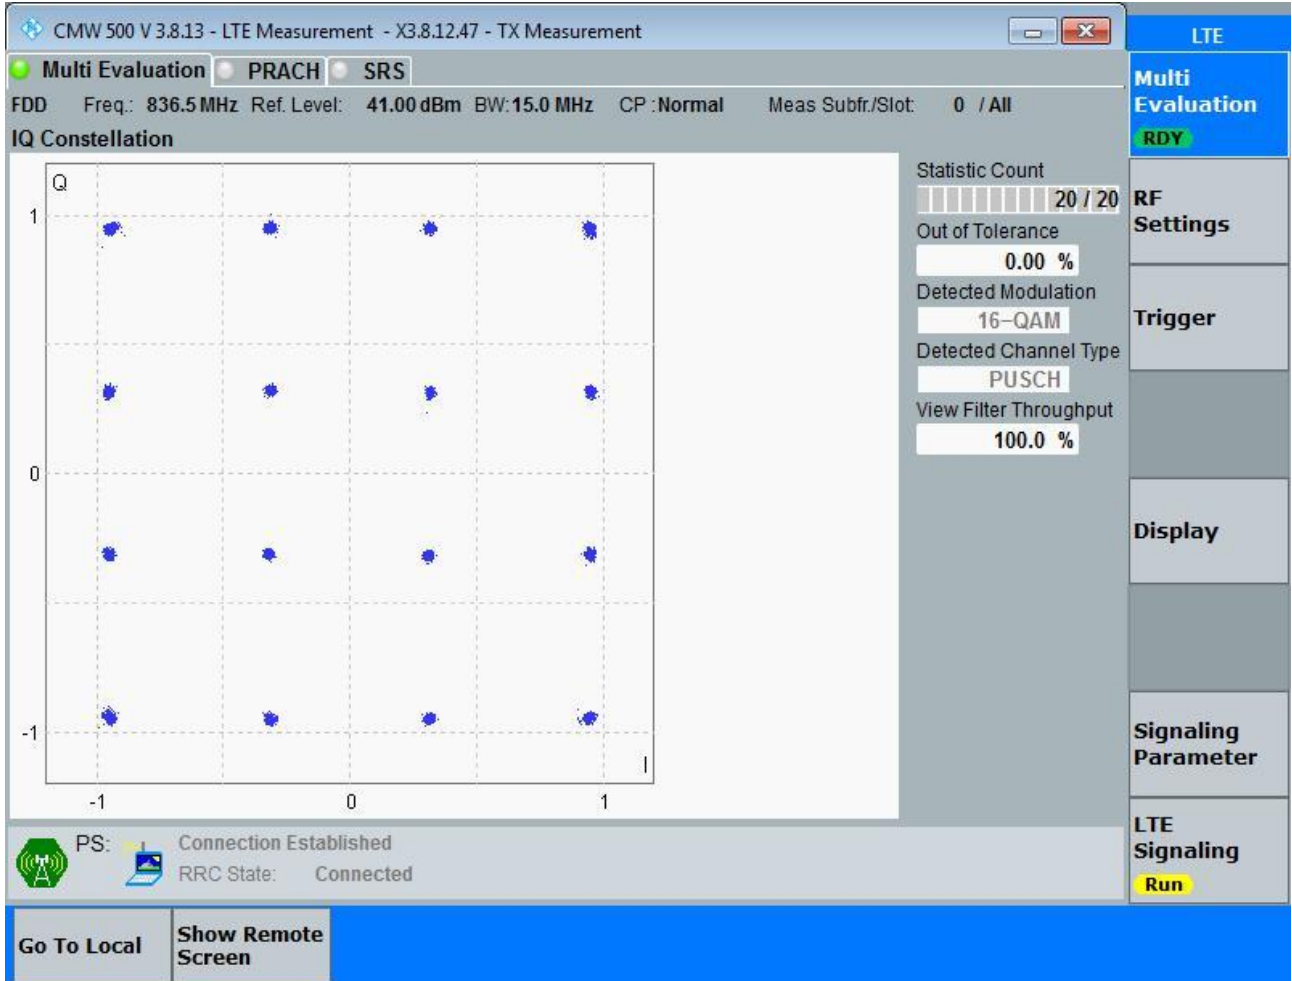 CMW 500 V 3.8.13 - LTE Measurement - X3.8.12.47 - TX Measurement
LTE
Multi Evaluation PRACH SRS
FDD Freq.: 836.5 MHz Ref. Level: 41.00 dBm BW: 15.0 MHz CP : Normal Meas Subfr./Slot: 0 / All
IQ Constellation
Q
1
0
-1
-1 0 1
I
Statistic Count
20 / 20
Out of Tolerance
0.00 %
Detected Modulation
16-QAM
Detected Channel Type
PUSCH
View Filter Throughput
100.0 %
Multi
Evaluation
RDY
RF
Settings
Trigger
Display
Signaling
Parameter
LTE
Signaling
Run
PS: Connection Established
RRC State: Connected
Go To Local
Show Remote
Screen